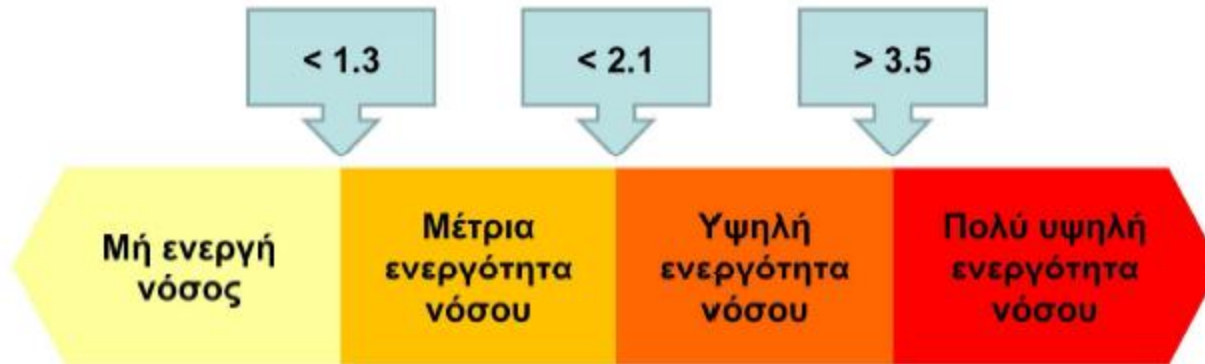 < 1.3
< 2.1
> 3.5
Μή ενεργή
νόσος
Μέτρια
ενεργότητα
νόσου
Υψηλή
ενεργότητα
νόσου
Πολύ υψηλή
ενεργότητα
νόσου